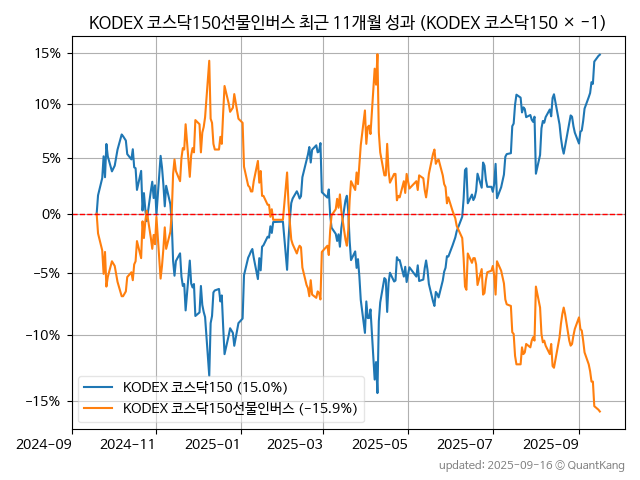 KODEX 코스닥150선물인버스 최근 11개월 성과 (KODEX 코스닥150 × −1)
15%
10%
5%
0%
−5%
−10%
−15%
KODEX 코스닥150 (15.0%)
KODEX 코스닥150선물인버스 (−15.9%)
2024-09 2024-11 2025-01 2025-03 2025-05 2025-07 2025-09
updated: 2025-09-16 © QuantKang